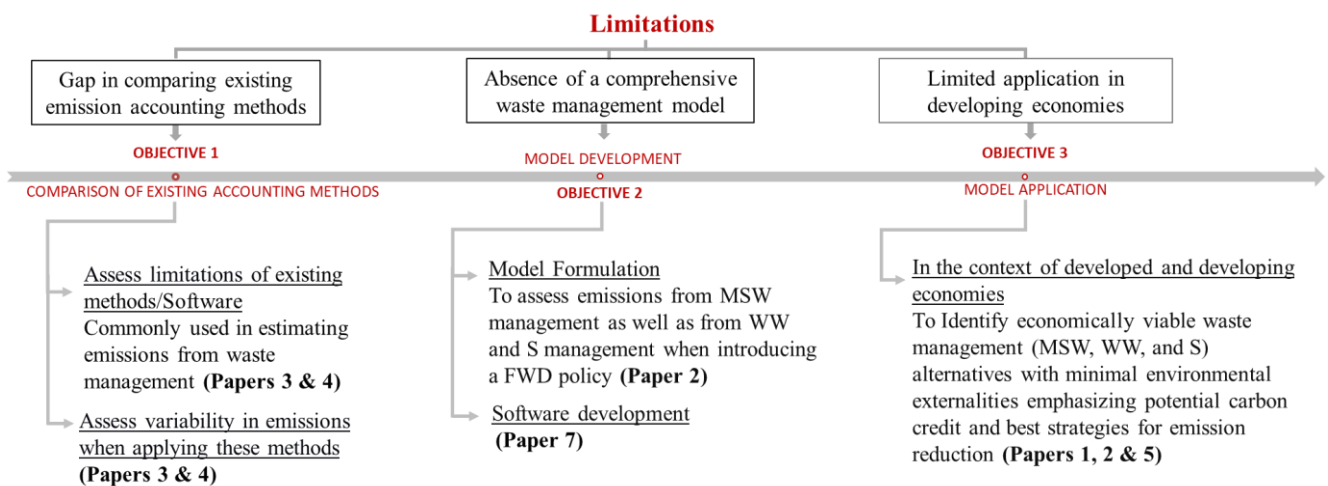 Limitations
Gap in comparing existing
emission accounting methods
Absence of a comprehensive
waste management model
Limited application in
developing economies
OBJECTIVE 1
COMPARISON OF EXISTING ACCOUNTING METHODS
MODEL DEVELOPMENT
OBJECTIVE 2
OBJECTIVE 3
MODEL APPLICATION
Assess limitations of existing
methods/Software
Commonly used in estimating
emissions from waste
management (Papers 3 & 4)
Assess variability in emissions
when applying these methods
(Papers 3 & 4)
Model Formulation
To assess emissions from MSW
management as well as from WW
and S management when introducing
a FWD policy (Paper 2)
Software development
(Paper 7)
In the context of developed and developing
economies
To Identify economically viable waste
management (MSW, WW, and S)
alternatives with minimal environmental
externalities emphasizing potential carbon
credit and best strategies for emission
reduction (Papers 1, 2 & 5)